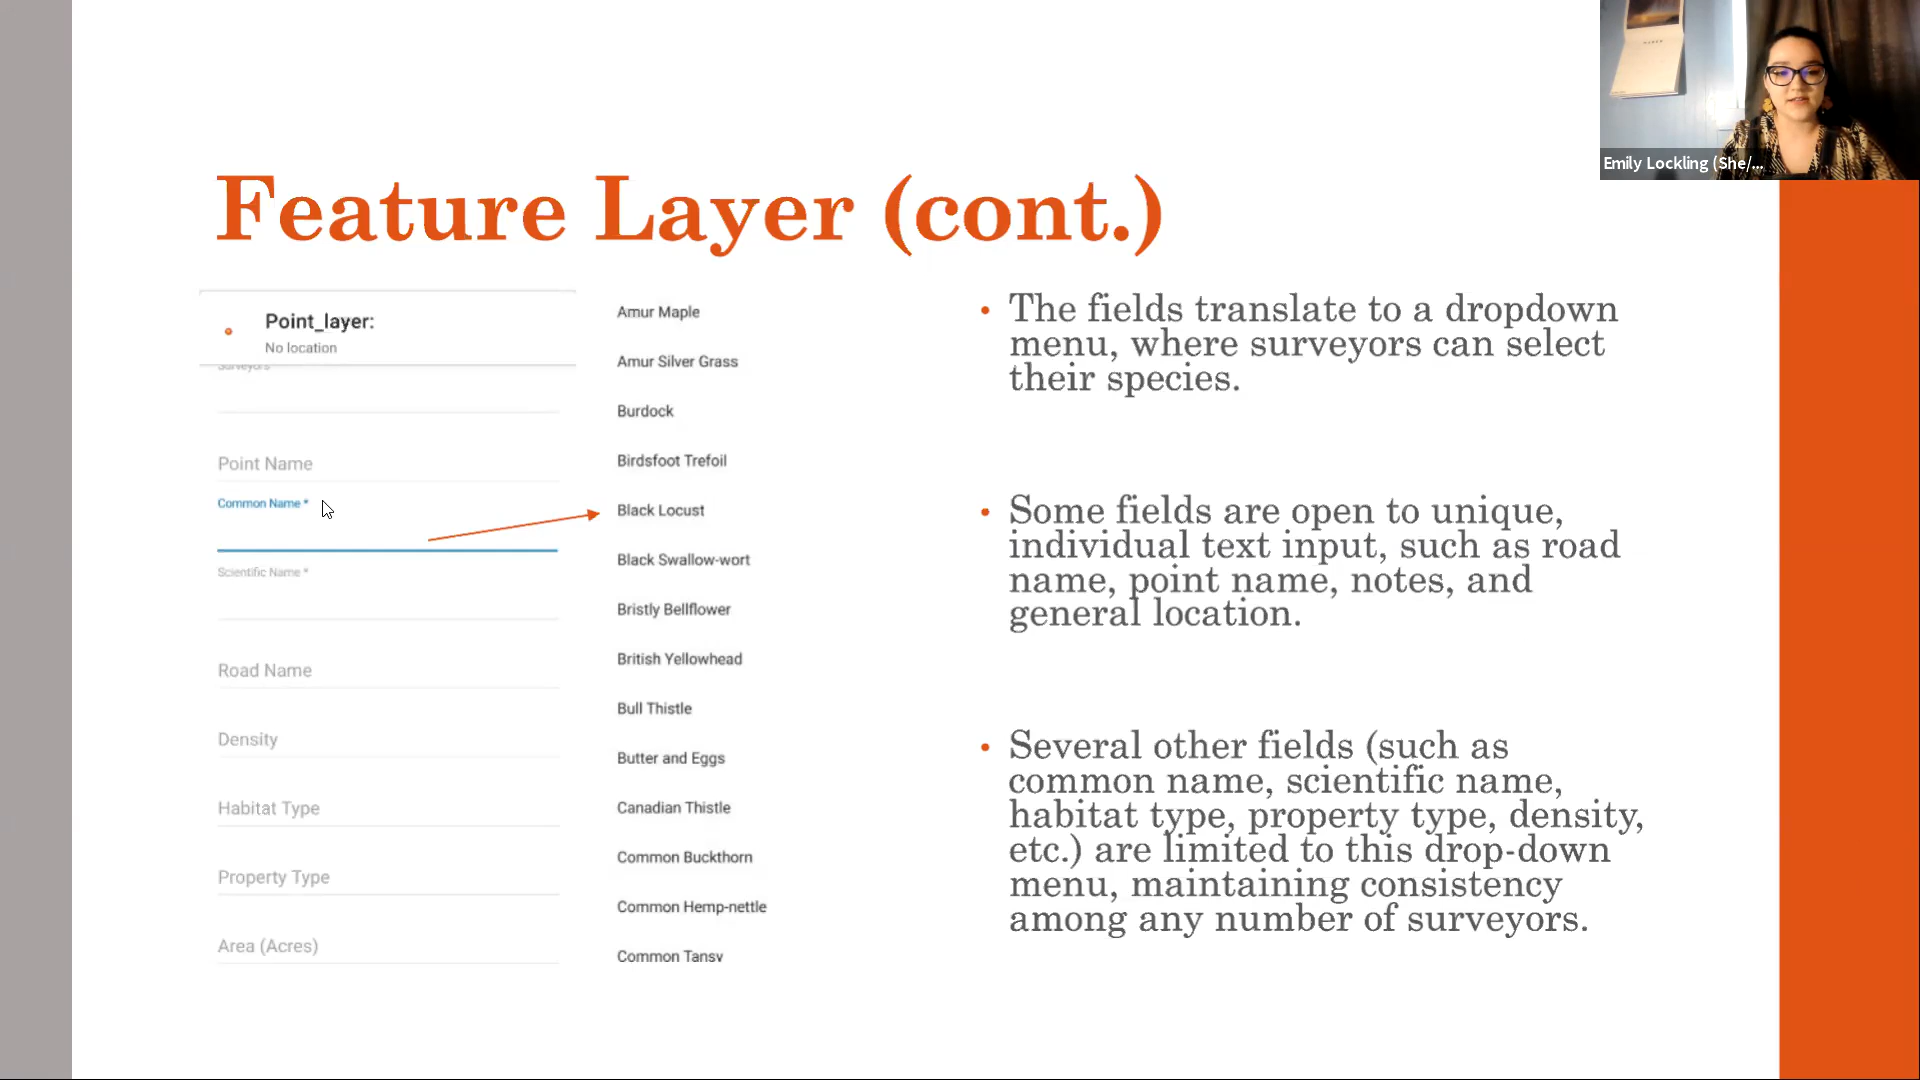 Emily Lockling (She/...
Feature Layer (cont.)
Point_layer:
No location
Surveyors
Point Name
Common Name *
Scientific Name *
Road Name
Density
Habitat Type
Property Type
Area (Acres)
Amur Maple
Amur Silver Grass
Burdock
Birdsfoot Trefoil
Black Locust
Black Swallow-wort
Bristly Bellflower
British Yellowhead
Bull Thistle
Butter and Eggs
Canadian Thistle
Common Buckthorn
Common Hemp-nettle
Common Tansy
• The fields translate to a dropdown
menu, where surveyors can select
their species.
• Some fields are open to unique,
individual text input, such as road
name, point name, notes, and
general location.
• Several other fields (such as
common name, scientific name,
habitat type, property type, density,
etc.) are limited to this drop-down
menu, maintaining consistency
among any number of surveyors.